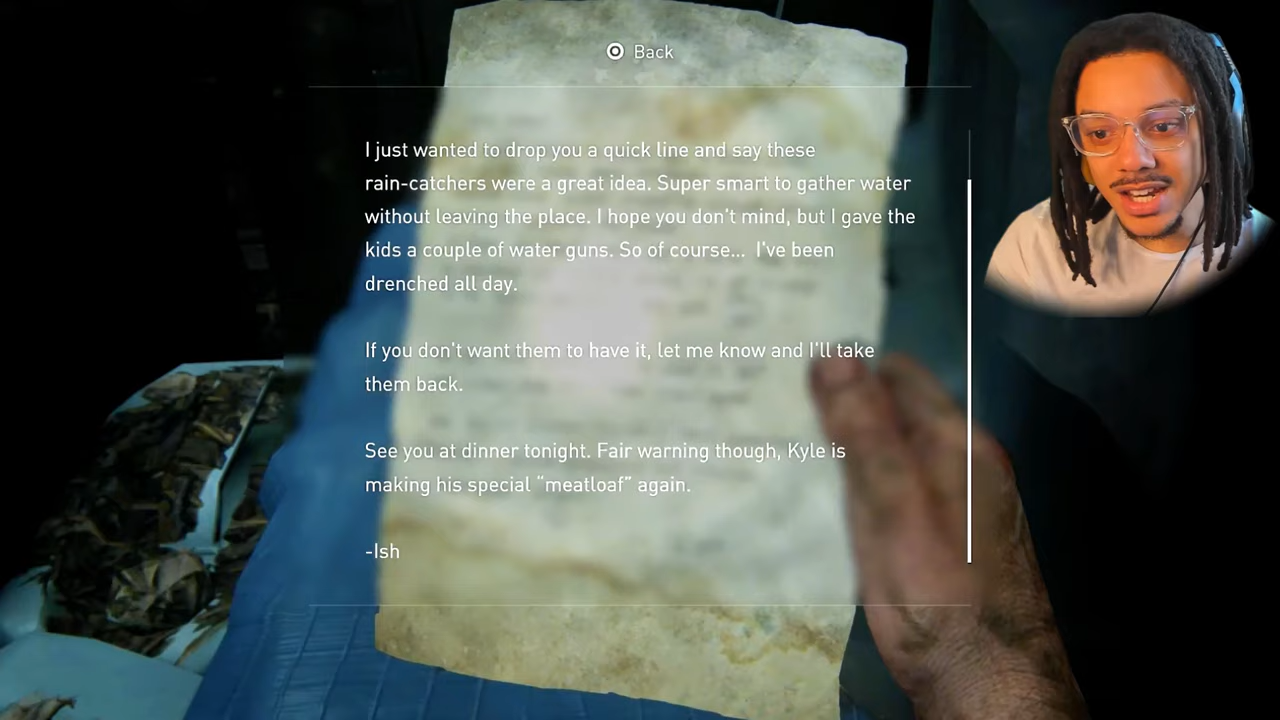 Back
I just wanted to drop you a quick line and say these
rain-catchers were a great idea. Super smart to gather water
without leaving the place. I hope you don't mind, but I gave the
kids a couple of water guns. So of course... I've been
drenched all day.
If you don't want them to have it, let me know and I'll take
them back.
See you at dinner tonight. Fair warning though, Kyle is
making his special “meatloaf” again.
-Ish